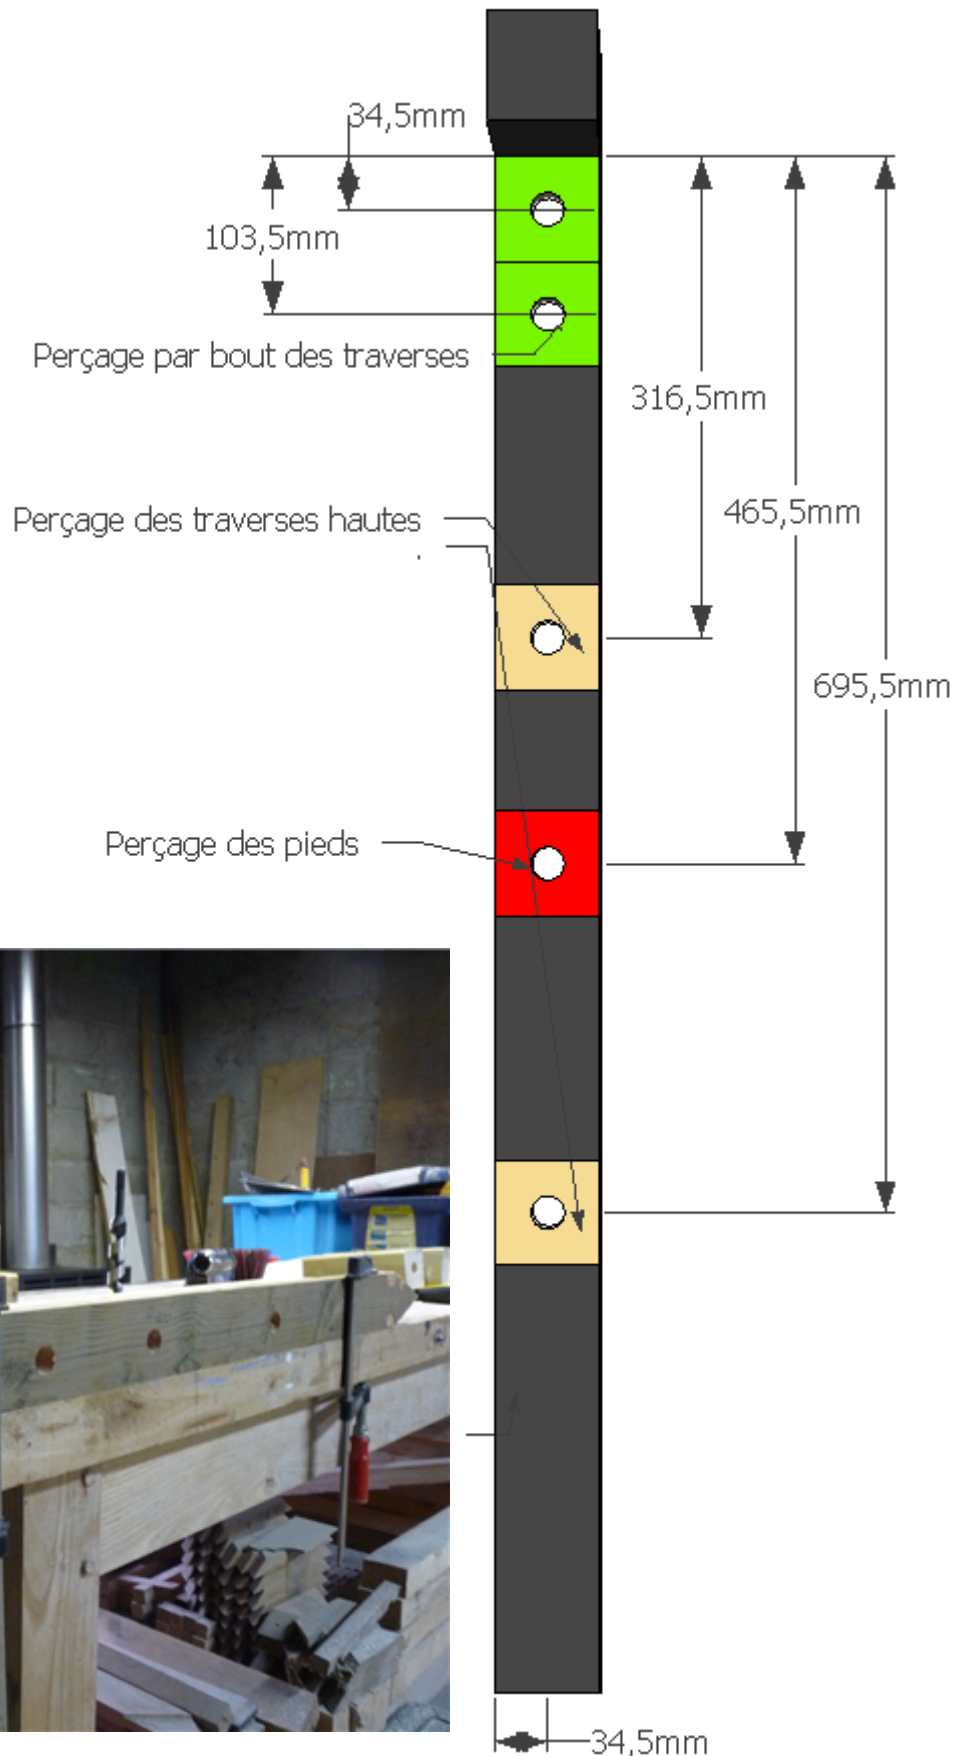 34,5mm
103,5mm
Perçage par bout des traverses
316,5mm
465,5mm
Perçage des traverses hautes
695,5mm
Perçage des pieds
34,5mm